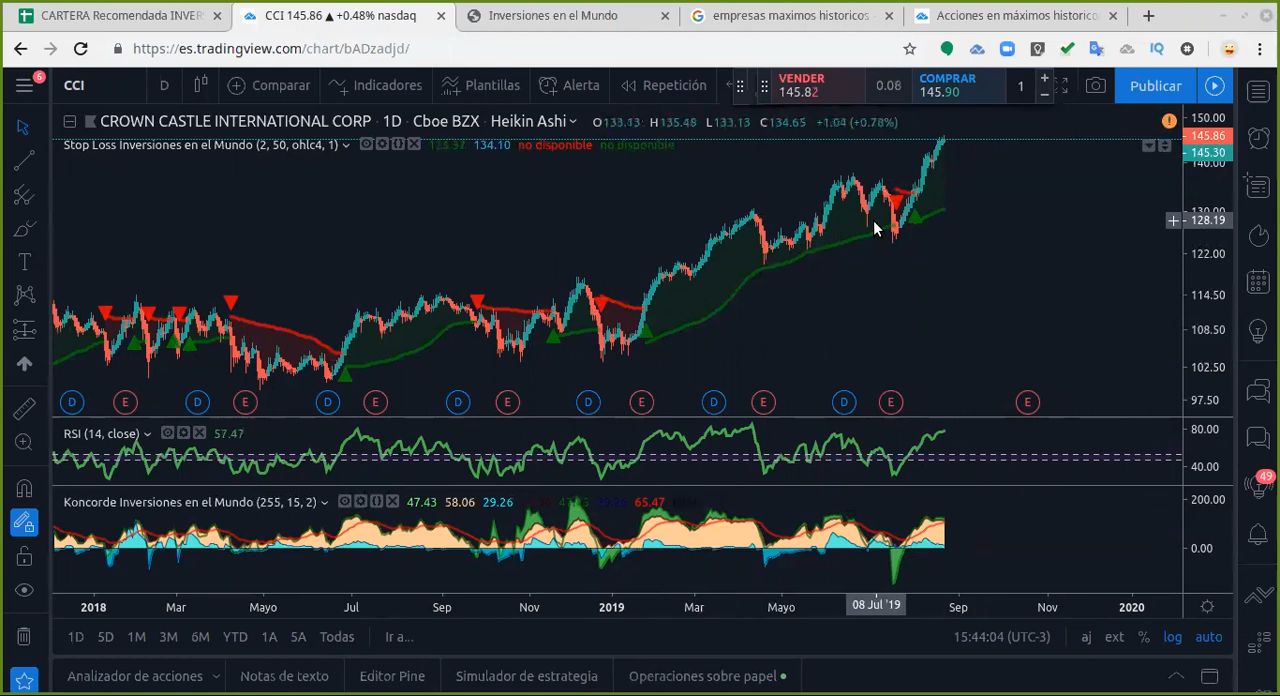 CARTERA Recomendada INVER
CCI 145.86 ▲ +0.48% nasdaq
Inversiones en el Mundo
empresas maximos historicos
Acciones en máximos historico
https://es.tradingview.com/chart/bADzadjd/
6
CCI
D
Comparar
Indicadores
Plantillas
Alerta
Repetición
VENDER
145.82
0.08
COMPRAR
145.90
1
Publicar
CROWN CASTLE INTERNATIONAL CORP · 1D · Cboe BZX · Heikin Ashi
O133.13 H135.48 L133.13 C134.65 +1.04 (+0.78%)
Stop Loss Inversiones en el Mundo (2, 50, ohlc4, 1)
134.10 no disponible no disponible
150.00
145.86
145.30
140.00
130.00
128.19
122.00
114.50
108.50
102.50
97.50
D E D E D E D E D E D E D E E
RSI (14, close) 57.47
80.00
40.00
Koncorde Inversiones en el Mundo (255, 15, 2) 47.43 58.06 29.26 65.47
200.00
0.00
49
2018 Mar Mayo Jul Sep Nov 2019 Mar Mayo 08 Jul '19 Sep Nov 2020
1D 5D 1M 3M 6M YTD 1A 5A Todas Ir a...
15:44:04 (UTC-3) aj ext % log auto
Analizador de acciones Notas de texto Editor Pine Simulador de estrategia Operaciones sobre papel